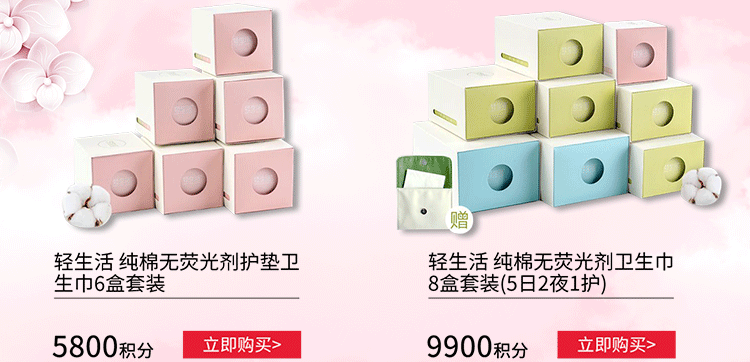 赠
轻生活 纯棉无荧光剂护垫卫
生巾6盒套装
5800积分
立即购买>
轻生活 纯棉无荧光剂卫生巾
8盒套装(5日2夜1护)
9900积分
立即购买>